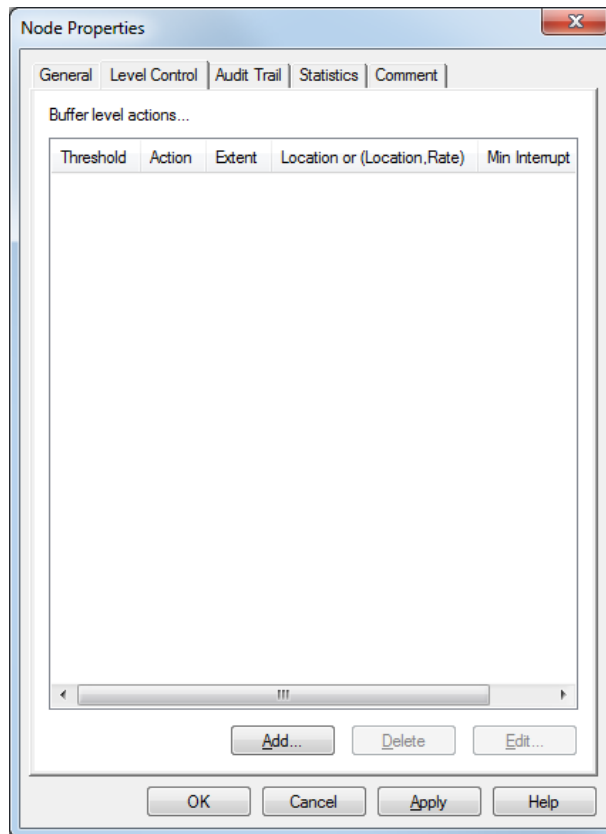 Node Properties
General Level Control Audit Trail Statistics Comment
Buffer level actions...
Threshold Action Extent Location or (Location,Rate) Min Interrupt
Add... Delete Edit...
OK Cancel Apply Help